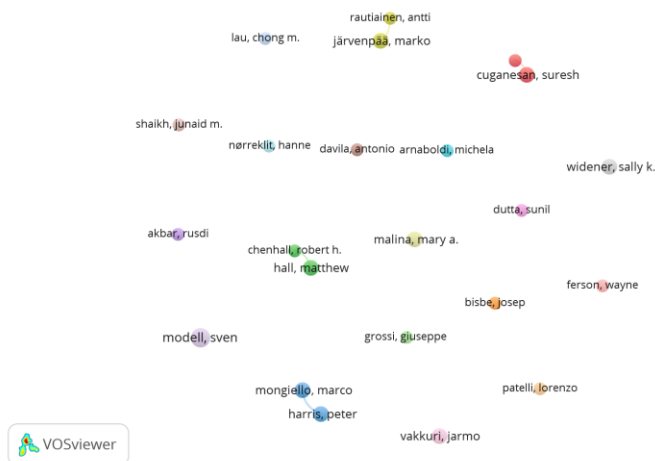 rautiainen, antti
lau, chong m.
järvenpää, marko
cuganesan, suresh
shaikh, junaid m.
nørreklit, hanne
davila, antonio
arnaboldi, michela
widener, sally k.
dutta, sunil
akbar, rusdi
malina, mary a.
chenhall, robert h.
hall, matthew
ferson, wayne
bisbe, josep
modell, sven
grossi, giuseppe
mongiello, marco
patelli, lorenzo
harris, peter
vakkuri, jarmo
VOSviewer